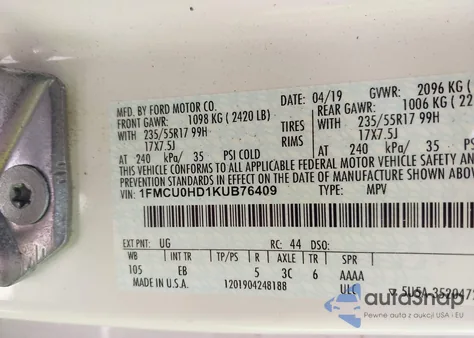 MFD. BY FORD MOTOR CO.
DATE: 04/19 GVWR: 2096 KG (
FRONT GAWR: 1098 KG ( 2420 LB) REAR GAWR: 1006 KG ( 22
WITH 235/55R17 99H TIRES WITH 235/55R17 99H
17X7.5J RIMS 17X7.5J
AT 240 kPa/ 35 PSI COLD AT 240 kPa/ 35
THIS VEHICLE CONFORMS TO ALL APPLICABLE FEDERAL MOTOR VEHICLE SAFETY AN
STANDARDS IN EFFECT ON THE DATE OF MANUFACTURE SHOWN ABOVE.
VIN: 1FMCU0HD1KUB76409 TYPE: MPV
EXT PNT: UG RC: 44 DSO:
WB TP/PS R AXLE TR SPR
105 EB 5 3C 6 AAAA
MADE IN U.S.A. 1201904248188 ULC
autashap
Pewne auta z aukcji USA i EU